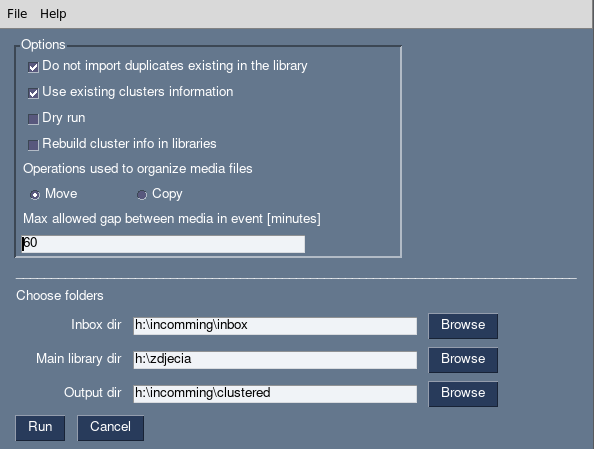 File Help
Options
Do not import duplicates existing in the library
Use existing clusters information
Dry run
Rebuild cluster info in libraries
Operations used to organize media files
Move Copy
Max allowed gap between media in event [minutes]
60
Choose folders
Inbox dir h:\incomming\inbox Browse
Main library dir h:\zdjecia Browse
Output dir h:\incomming\clustered Browse
Run Cancel